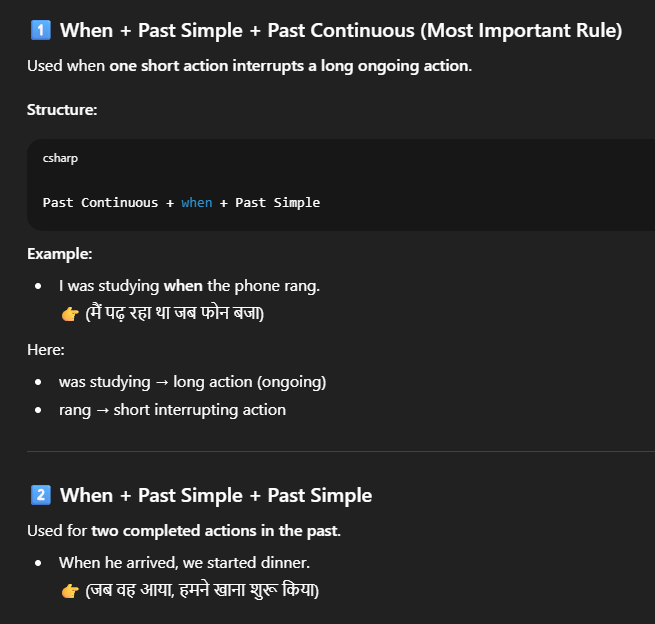 1️⃣ When + Past Simple + Past Continuous (Most Important Rule)
Used when one short action interrupts a long ongoing action.
Structure:
csharp
Past Continuous + when + Past Simple
Example:
• I was studying when the phone rang.
👉 (मैं पढ़ रहा था जब फोन बजा)
Here:
• was studying → long action (ongoing)
• rang → short interrupting action
2️⃣ When + Past Simple + Past Simple
Used for two completed actions in the past.
• When he arrived, we started dinner.
👉 (जब वह आया, हमने खाना शुरू किया)